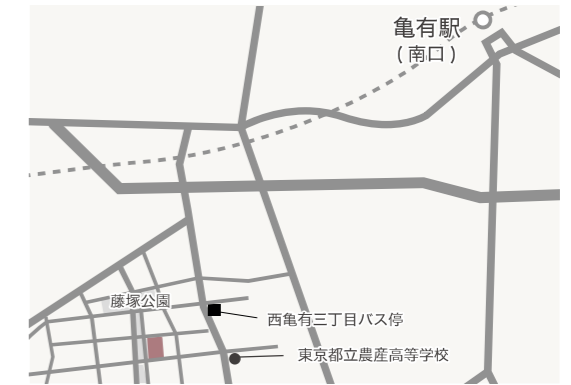 亀有駅
(南口)
藤塚公園
西亀有三丁目バス停
東京都立農産高等学校